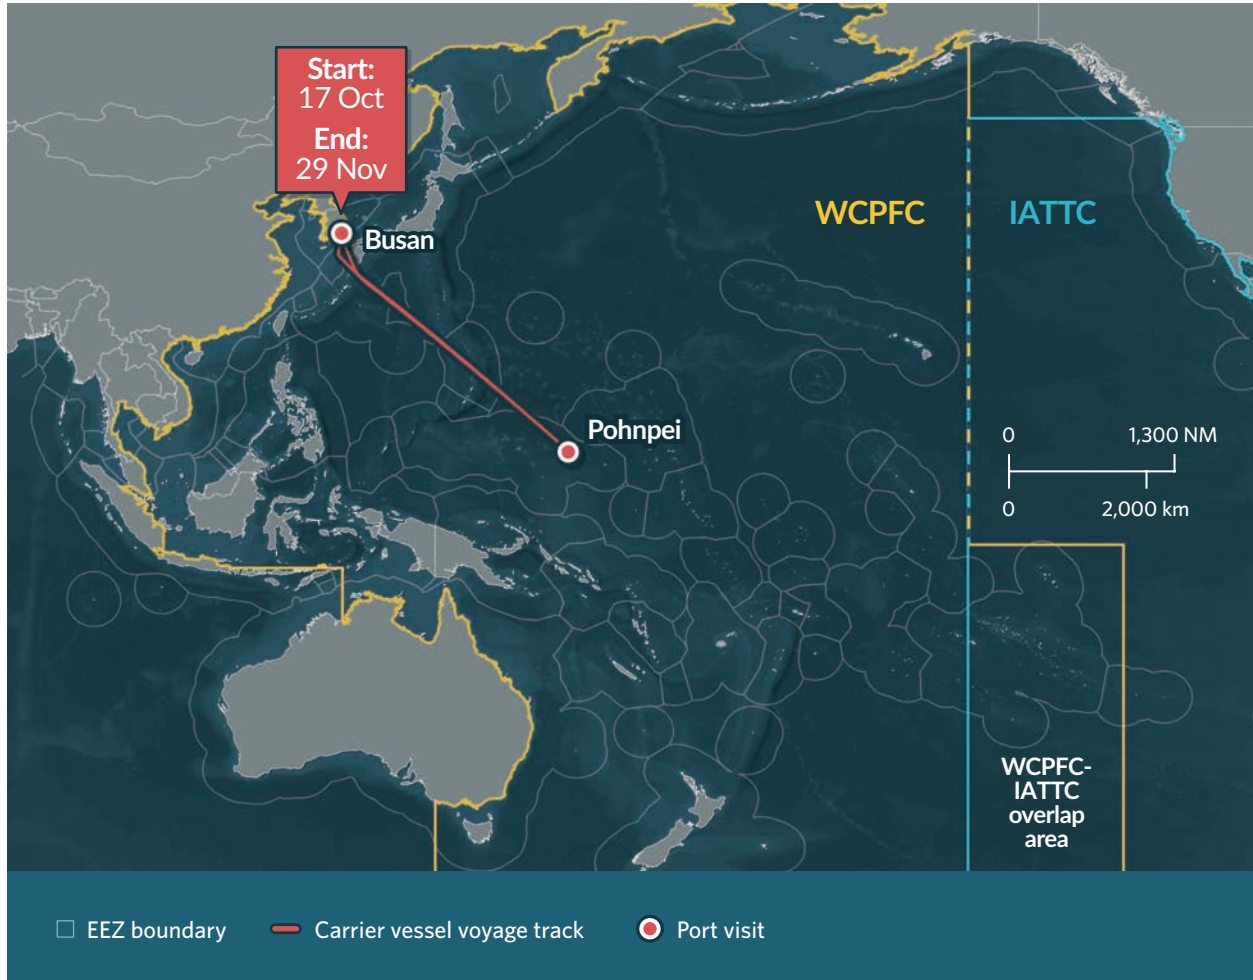 Start:
17 Oct
End:
29 Nov
WCPFC
IATTC
Busan
Pohnpei
0
1,300 NM
0
2,000 km
WCPFC-
IATTC
overlap
area
EEZ boundary
Carrier vessel voyage track
Port visit